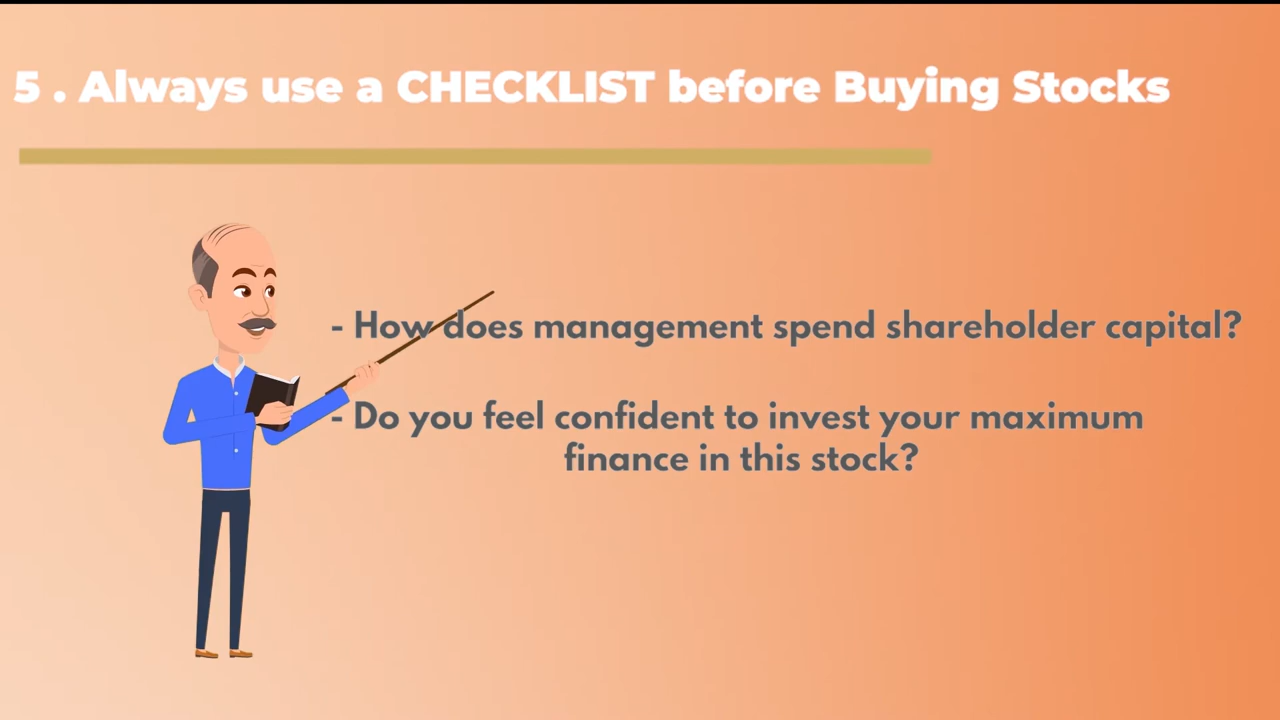 5 . Always use a CHECKLIST before Buying Stocks
- How does management spend shareholder capital?
- Do you feel confident to invest your maximum
finance in this stock?